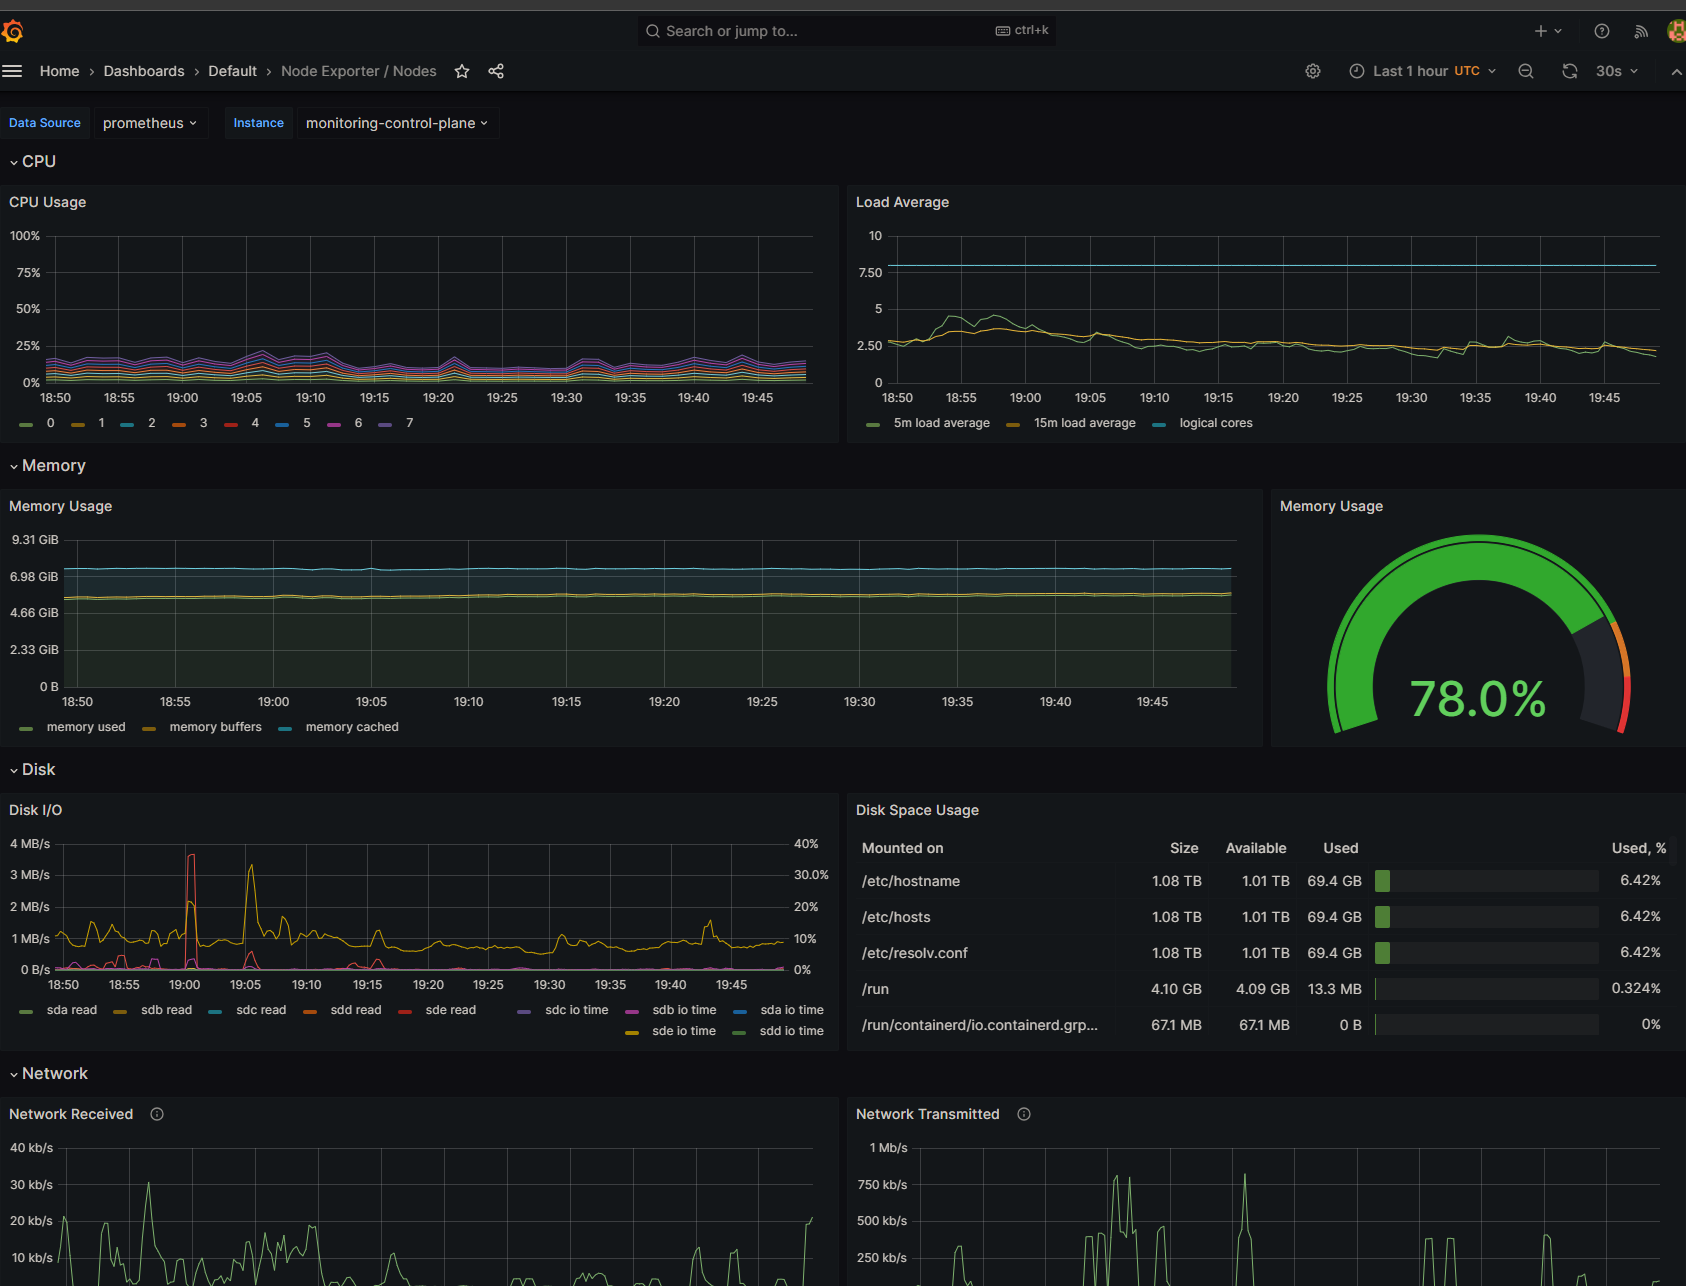 Search or jump to... ctrl+k
Home › Dashboards › Default › Node Exporter / Nodes Last 1 hour UTC 30s
Data Source prometheus Instance monitoring-control-plane
CPU
CPU Usage
100%
75%
50%
25%
0%
18:50 18:55 19:00 19:05 19:10 19:15 19:20 19:25 19:30 19:35 19:40 19:45
0 1 2 3 4 5 6 7
Load Average
10
7.50
5
2.50
0
18:50 18:55 19:00 19:05 19:10 19:15 19:20 19:25 19:30 19:35 19:40 19:45
5m load average 15m load average logical cores
Memory
Memory Usage
9.31 GiB
6.98 GiB
4.66 GiB
2.33 GiB
0 B
18:50 18:55 19:00 19:05 19:10 19:15 19:20 19:25 19:30 19:35 19:40 19:45
memory used memory buffers memory cached
Memory Usage
78.0%
Disk
Disk I/O
4 MB/s 40%
3 MB/s 30.0%
2 MB/s 20%
1 MB/s 10%
0 B/s 0%
18:50 18:55 19:00 19:05 19:10 19:15 19:20 19:25 19:30 19:35 19:40 19:45
sda read sdb read sdc read sdd read sde read sdc io time sdb io time sda io time
sde io time sdd io time
Disk Space Usage
Mounted on Size Available Used Used, %
/etc/hostname 1.08 TB 1.01 TB 69.4 GB 6.42%
/etc/hosts 1.08 TB 1.01 TB 69.4 GB 6.42%
/etc/resolv.conf 1.08 TB 1.01 TB 69.4 GB 6.42%
/run 4.10 GB 4.09 GB 13.3 MB 0.324%
/run/containerd/io.containerd.grp... 67.1 MB 67.1 MB 0 B 0%
Network
Network Received
40 kb/s
30 kb/s
20 kb/s
10 kb/s
Network Transmitted
1 Mb/s
750 kb/s
500 kb/s
250 kb/s